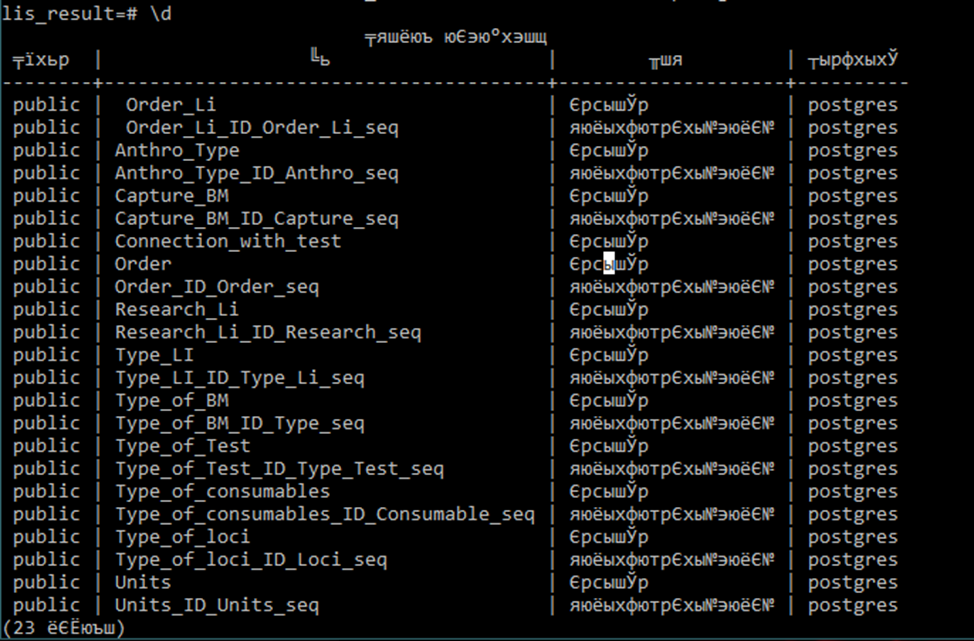 lis_result=# \d
╤яшёюъ юЄэю°хэшщ
╤їхьр | ╚ь | ╥шя | ┬ырфхыхЎ
--------+---------------------------------------+--------------------+----------
public |  Order_Li | ЄрсышЎр | postgres
public |  Order_Li_ID_Order_Li_seq | яюёыхфютрЄхы№эюёЄ№ | postgres
public | Anthro_Type | ЄрсышЎр | postgres
public | Anthro_Type_ID_Anthro_seq | яюёыхфютрЄхы№эюёЄ№ | postgres
public | Capture_BM | ЄрсышЎр | postgres
public | Capture_BM_ID_Capture_seq | яюёыхфютрЄхы№эюёЄ№ | postgres
public | Connection_with_test | ЄрсышЎр | postgres
public | Order | ЄрсышЎр | postgres
public | Order_ID_Order_seq | яюёыхфютрЄхы№эюёЄ№ | postgres
public | Research_Li | ЄрсышЎр | postgres
public | Research_Li_ID_Research_seq | яюёыхфютрЄхы№эюёЄ№ | postgres
public | Type_LI | ЄрсышЎр | postgres
public | Type_LI_ID_Type_Li_seq | яюёыхфютрЄхы№эюёЄ№ | postgres
public | Type_of_BM | ЄрсышЎр | postgres
public | Type_of_BM_ID_Type_seq | яюёыхфютрЄхы№эюёЄ№ | postgres
public | Type_of_Test | ЄрсышЎр | postgres
public | Type_of_Test_ID_Type_Test_seq | яюёыхфютрЄхы№эюёЄ№ | postgres
public | Type_of_consumables | ЄрсышЎр | postgres
public | Type_of_consumables_ID_Consumable_seq | яюёыхфютрЄхы№эюёЄ№ | postgres
public | Type_of_loci | ЄрсышЎр | postgres
public | Type_of_loci_ID_Loci_seq | яюёыхфютрЄхы№эюёЄ№ | postgres
public | Units | ЄрсышЎр | postgres
public | Units_ID_Units_seq | яюёыхфютрЄхы№эюёЄ№ | postgres
(23 ёЄЁюъш)